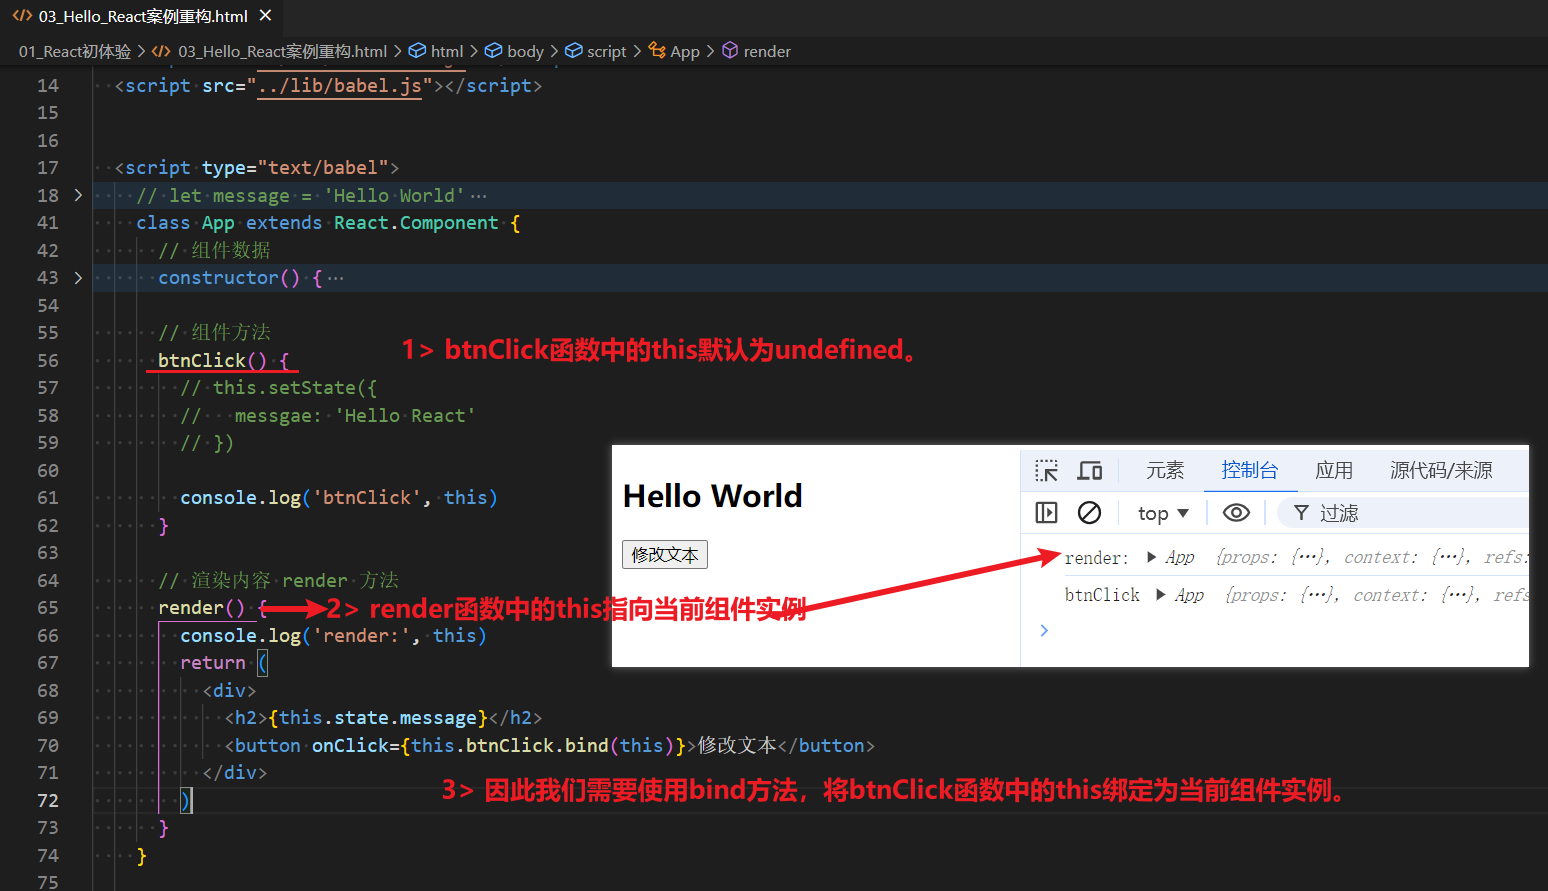 03_Hello_React案例重构.html
01_React初体验 > 03_Hello_React案例重构.html > html > body > script > App > render
14 <script src="../lib/babel.js"></script>
15
16
17 <script type="text/babel">
18 // let message = 'Hello World' ···
41 class App extends React.Component {
42 // 组件数据
43 constructor() { ···
54
55 // 组件方法
56 btnClick() {
1> btnClick函数中的this默认为undefined。
57 // this.setState({
58 // messgae: 'Hello React'
59 // })
60
61 console.log('btnClick', this)
62 }
63
64 // 渲染内容 render 方法
65 render() {
2> render函数中的this指向当前组件实例
66 console.log('render:', this)
67 return (
68 <div>
69 <h2>{this.state.message}</h2>
70 <button onClick={this.btnClick.bind(this)}>修改文本</button>
71 </div>
3> 因此我们需要使用bind方法，将btnClick函数中的this绑定为当前组件实例。
72 )
73 }
74 }
75
Hello World
修改文本
元素 控制台 应用 源代码/来源
top 过滤
render: App {props: {…}, context: {…}, refs:
btnClick App {props: {…}, context: {…}, refs